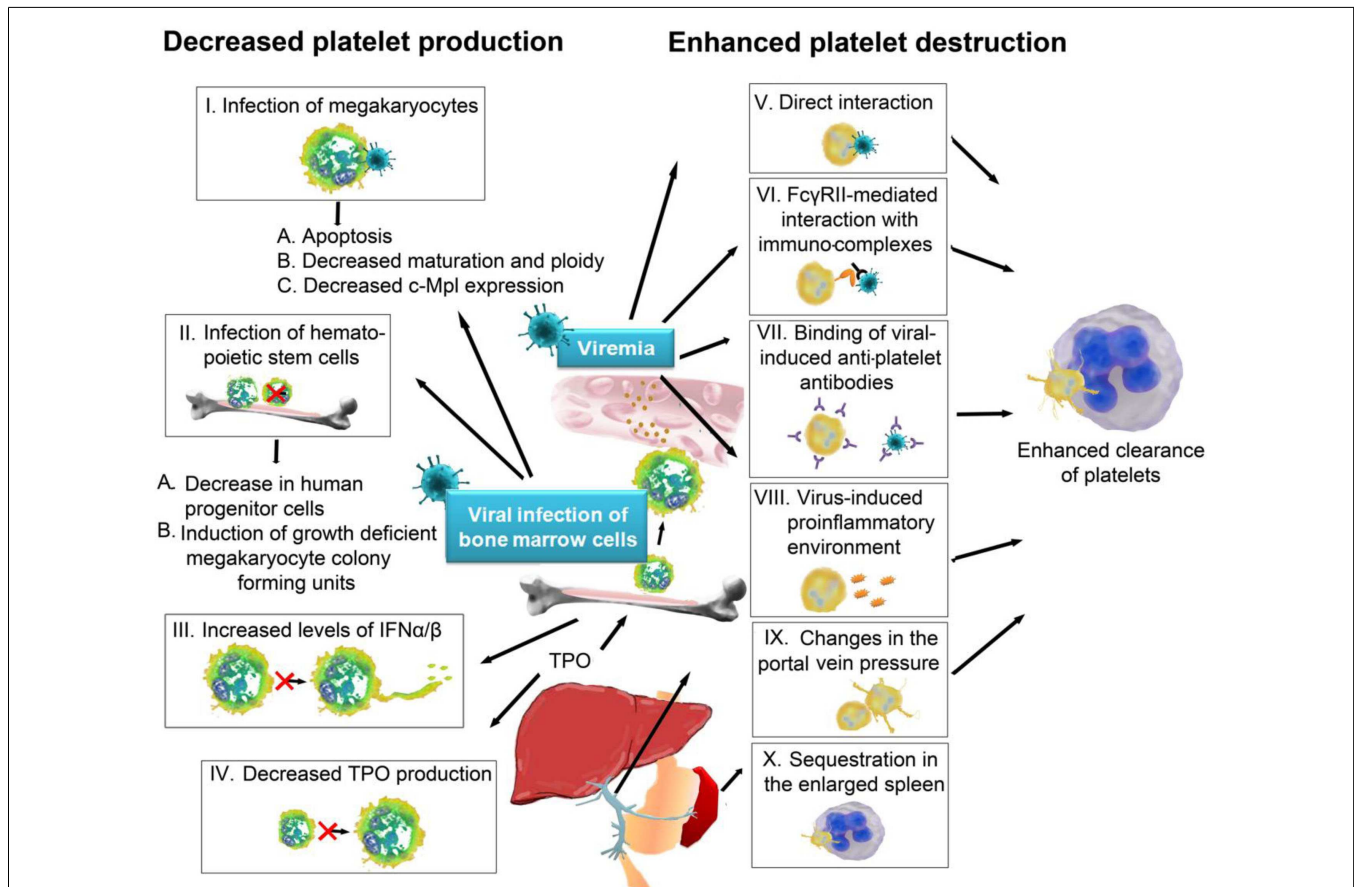 Decreased platelet production
I. Infection of megakaryocytes
A. Apoptosis
B. Decreased maturation and ploidy
C. Decreased c-Mpl expression
II. Infection of hemato-
poietic stem cells
A. Decrease in human
progenitor cells
B. Induction of growth deficient
megakaryocyte colony
forming units
III. Increased levels of IFNα/β
IV. Decreased TPO production
Viremia
Viral infection of
bone marrow cells
TPO
Enhanced platelet destruction
V. Direct interaction
VI. FcγRII-mediated
interaction with
immuno-complexes
VII. Binding of viral-
induced anti-platelet
antibodies
VIII. Virus-induced
proinflammatory
environment
IX. Changes in the
portal vein pressure
X. Sequestration in
the enlarged spleen
Enhanced clearance
of platelets